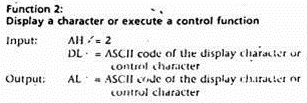 Function 2:
Display a character or execute a control function
Input: AH = 2
DL = ASCII code of the display character or
control character
Output: AL = ASCII code of the display character or
control character